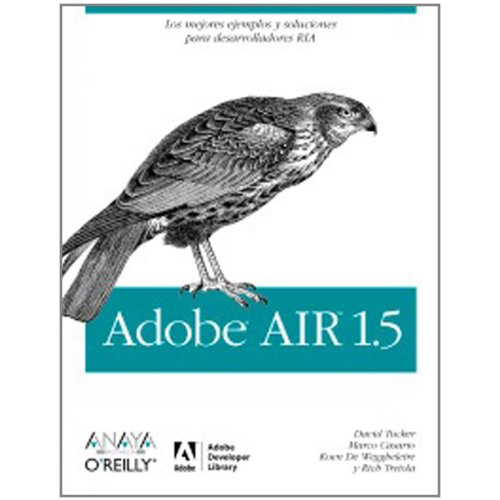 Los mejores ejemplos y soluciones
para desarrolladores RIA
Adobe® AIR™ 1.5
David Tucker
Marco Casario
Koen De Weggheleire
y Rich Tretola
ANAYA
O'REILLY®
Adobe
Adobe
Developer
Library